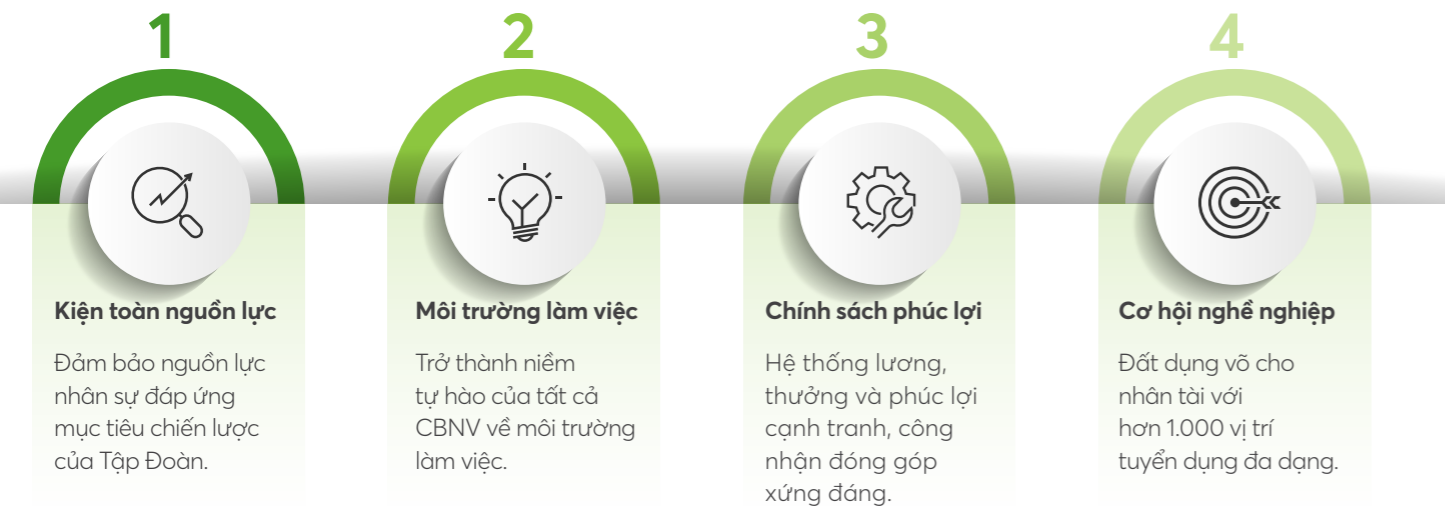 1
Kiện toàn nguồn lực
Đảm bảo nguồn lực
nhân sự đáp ứng
mục tiêu chiến lược
của Tập Đoàn.
2
Môi trường làm việc
Trở thành niềm
tự hào của tất cả
CBNV về môi trường
làm việc.
3
Chính sách phúc lợi
Hệ thống lương,
thưởng và phúc lợi
cạnh tranh, công
nhận đóng góp
xứng đáng.
4
Cơ hội nghề nghiệp
Đất dụng võ cho
nhân tài với
hơn 1.000 vị trí
tuyển dụng đa dạng.